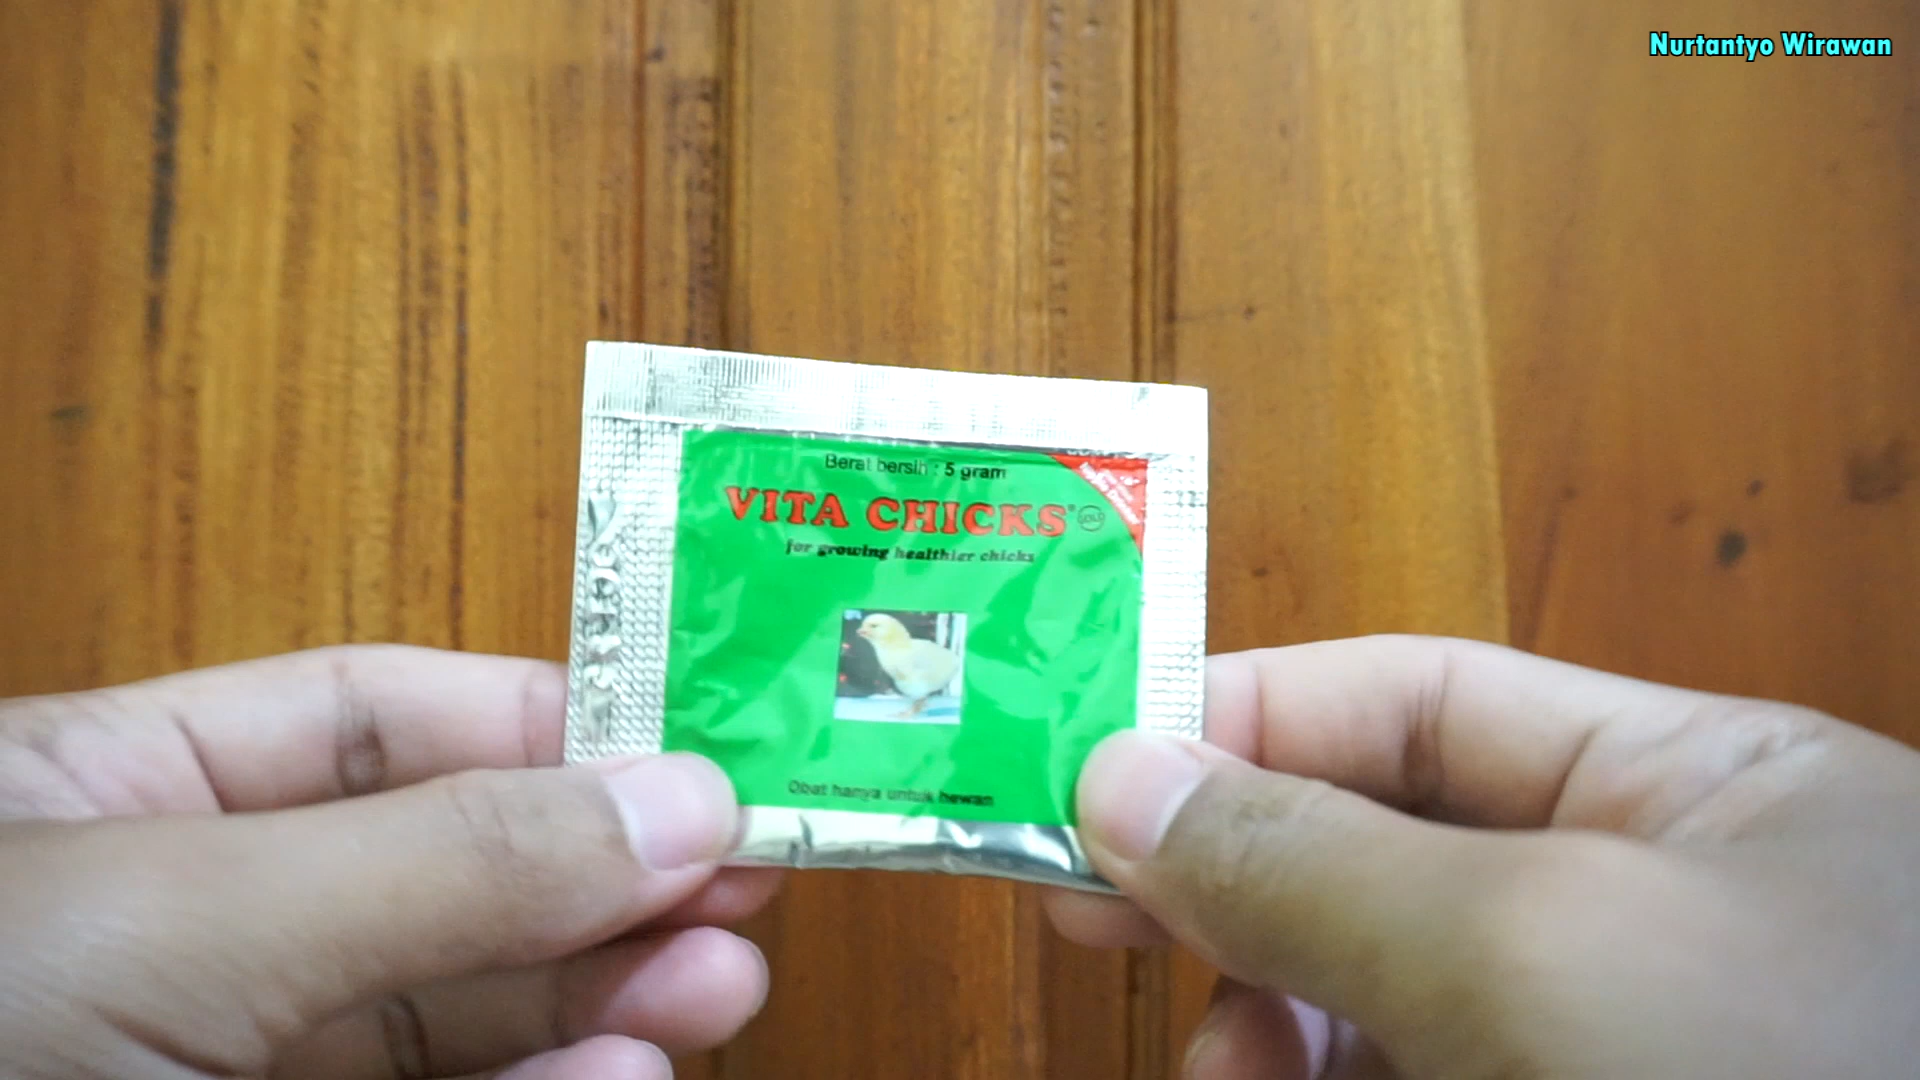 Nurtantyo Wirawan
Berat bersih : 5 gram
VITA CHICKS®
for growing healthier chicks
Obat hanya untuk hewan